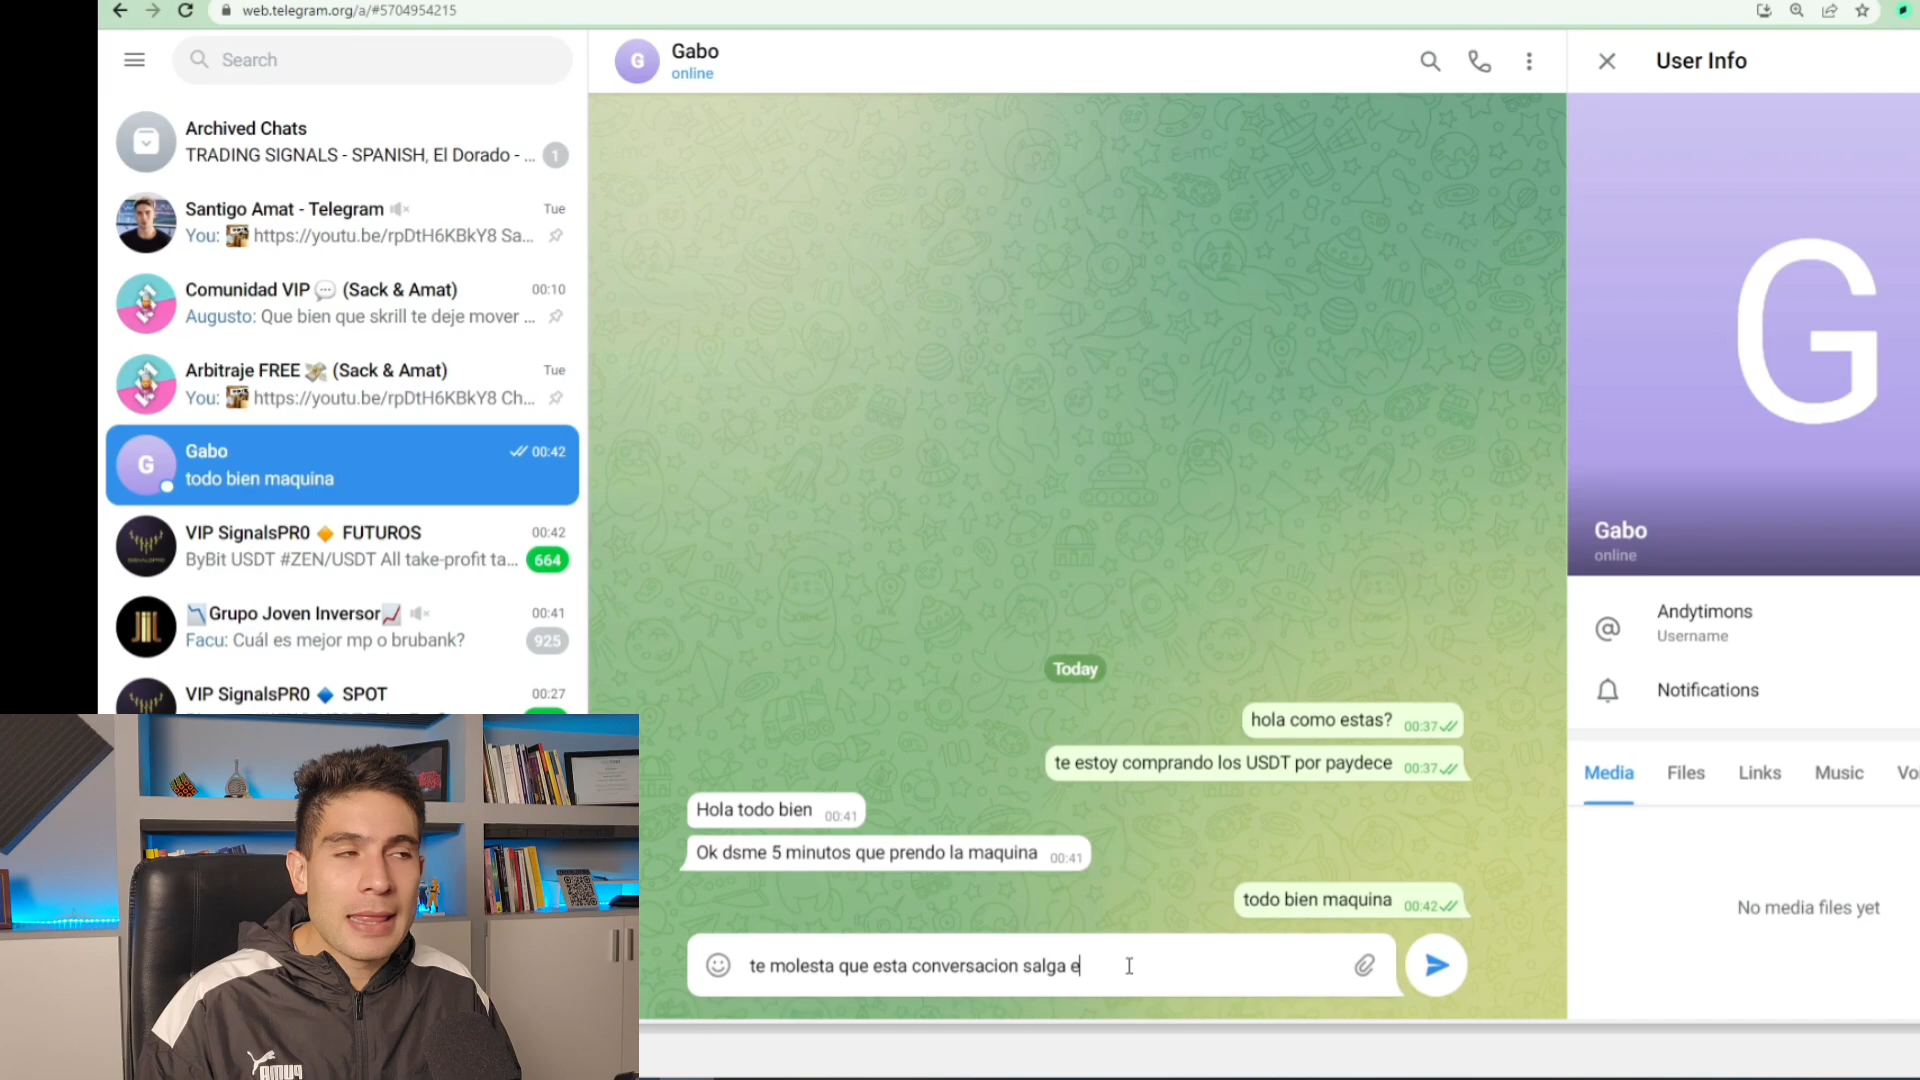 web.telegram.org/a/#5704954215
Search
Archived Chats
TRADING SIGNALS - SPANISH, El Dorado - ... 1
Santigo Amat - Telegram Tue
You: https://youtu.be/rpDtH6KBkY8 Sa...
Comunidad VIP 💬 (Sack & Amat) 00:10
Augusto: Que bien que skrill te deje mover ...
Arbitraje FREE 💸 (Sack & Amat) Tue
You: https://youtu.be/rpDtH6KBkY8 Ch...
G
Gabo 00:42
todo bien maquina
VIP SignalsPR0 🔶 FUTUROS 00:42
ByBit USDT #ZEN/USDT All take-profit ta... 664
📉Grupo Joven Inversor📈 00:41
Facu: Cuál es mejor mp o brubank? 925
VIP SignalsPR0 🔷 SPOT 00:27
G
Gabo
online
Today
hola como estas? 00:37
te estoy comprando los USDT por paydece 00:37
Hola todo bien 00:41
Ok dsme 5 minutos que prendo la maquina 00:41
todo bien maquina 00:42
te molesta que esta conversacion salga e
User Info
G
Gabo
online
@ Andytimons
Username
Notifications
Media Files Links Music Voi
No media files yet
PUMA